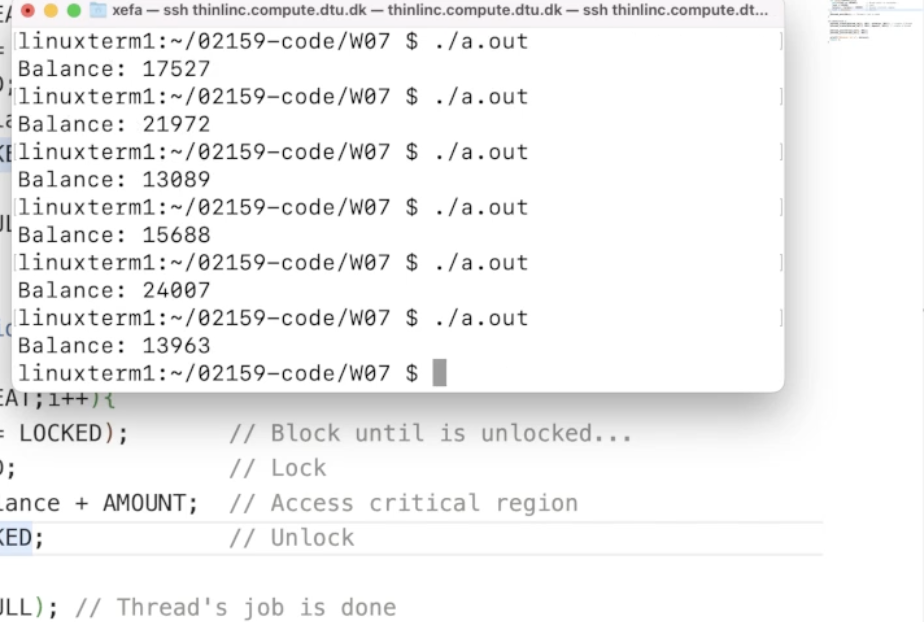 xefa — ssh thinlinc.compute.dtu.dk — thinlinc.compute.dtu.dk — ssh thinlinc.compute.dt...
linuxterm1:~/02159-code/W07 $ ./a.out
Balance: 17527
linuxterm1:~/02159-code/W07 $ ./a.out
Balance: 21972
linuxterm1:~/02159-code/W07 $ ./a.out
Balance: 13089
linuxterm1:~/02159-code/W07 $ ./a.out
Balance: 15688
linuxterm1:~/02159-code/W07 $ ./a.out
Balance: 24007
linuxterm1:~/02159-code/W07 $ ./a.out
Balance: 13963
linuxterm1:~/02159-code/W07 $
EAT;i++){
= LOCKED); // Block until is unlocked...
D; // Lock
lance + AMOUNT; // Access critical region
KED; // Unlock
ULL); // Thread's job is done